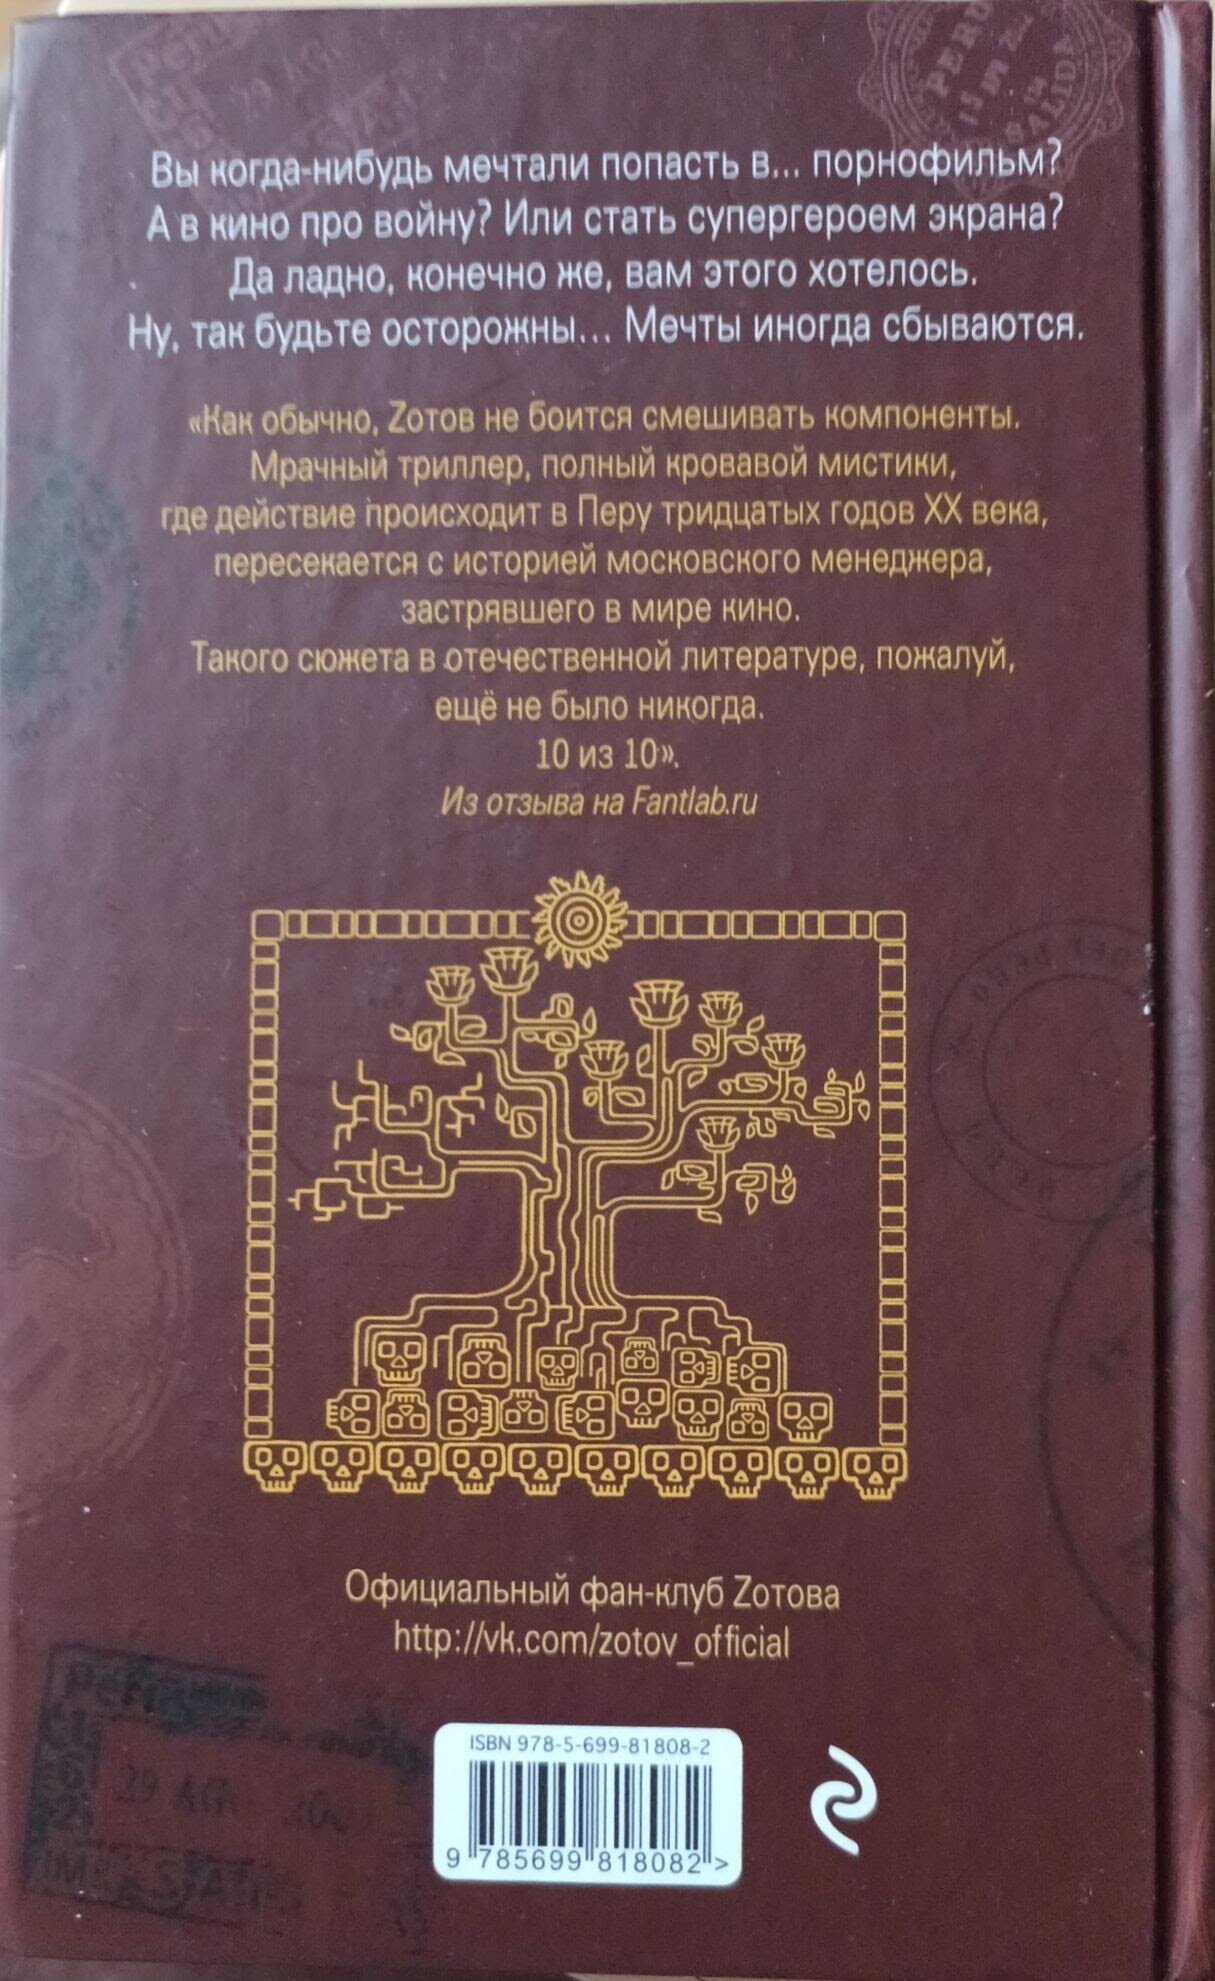 PERU
SALIDA
Вы когда-нибудь мечтали попасть в... порнофильм?
А в кино про войну? Или стать супергероем экрана?
Да ладно, конечно же, вам этого хотелось.
Ну, так будьте осторожны... Мечты иногда сбываются.
«Как обычно, Zотов не боится смешивать компоненты.
Мрачный триллер, полный кровавой мистики,
где действие происходит в Перу тридцатых годов XX века,
пересекается с историей московского менеджера,
застрявшего в мире кино.
Такого сюжета в отечественной литературе, пожалуй,
ещё не было никогда.
10 из 10».
Из отзыва на Fantlab.ru
Официальный фан-клуб Zотова
http://vk.com/zotov_official
29 AGO
ISBN 978-5-699-81808-2
9 785699 818082 >